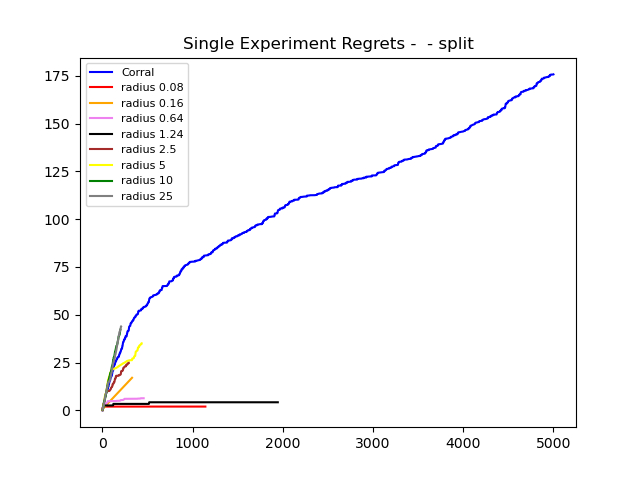 Single Experiment Regrets -  - split
Corral
radius 0.08
radius 0.16
radius 0.64
radius 1.24
radius 2.5
radius 5
radius 10
radius 25
175
150
125
100
75
50
25
0
0 1000 2000 3000 4000 5000